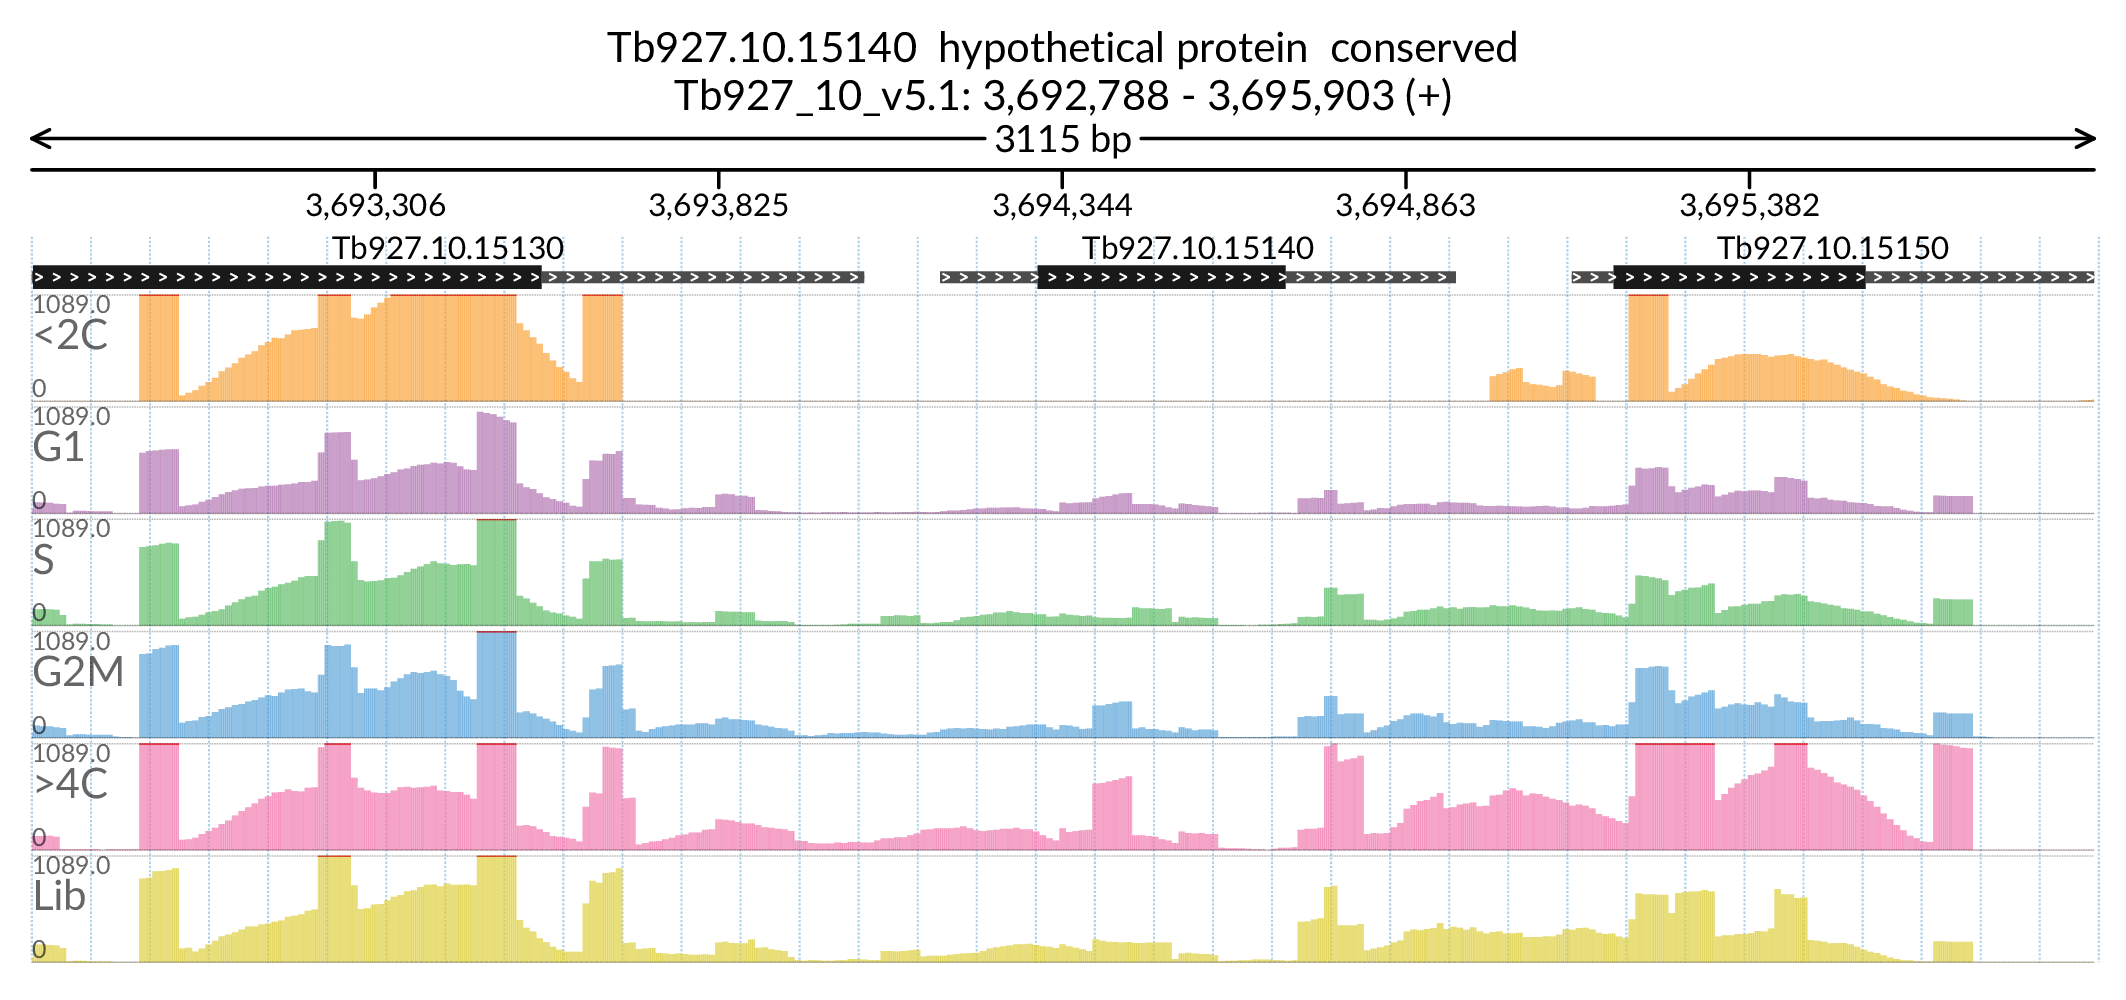 Tb927.10.15140 hypothetical protein conserved
Tb927_10_v5.1: 3,692,788 - 3,695,903 (+)
3115 bp
3,693,306 3,693,825 3,694,344 3,694,863 3,695,382
Tb927.10.15130 Tb927.10.15140 Tb927.10.15150
1089.0
<2C
0
1089.0
G1
0
1089.0
S
0
1089.0
G2M
0
1089.0
>4C
0
1089.0
Lib
0